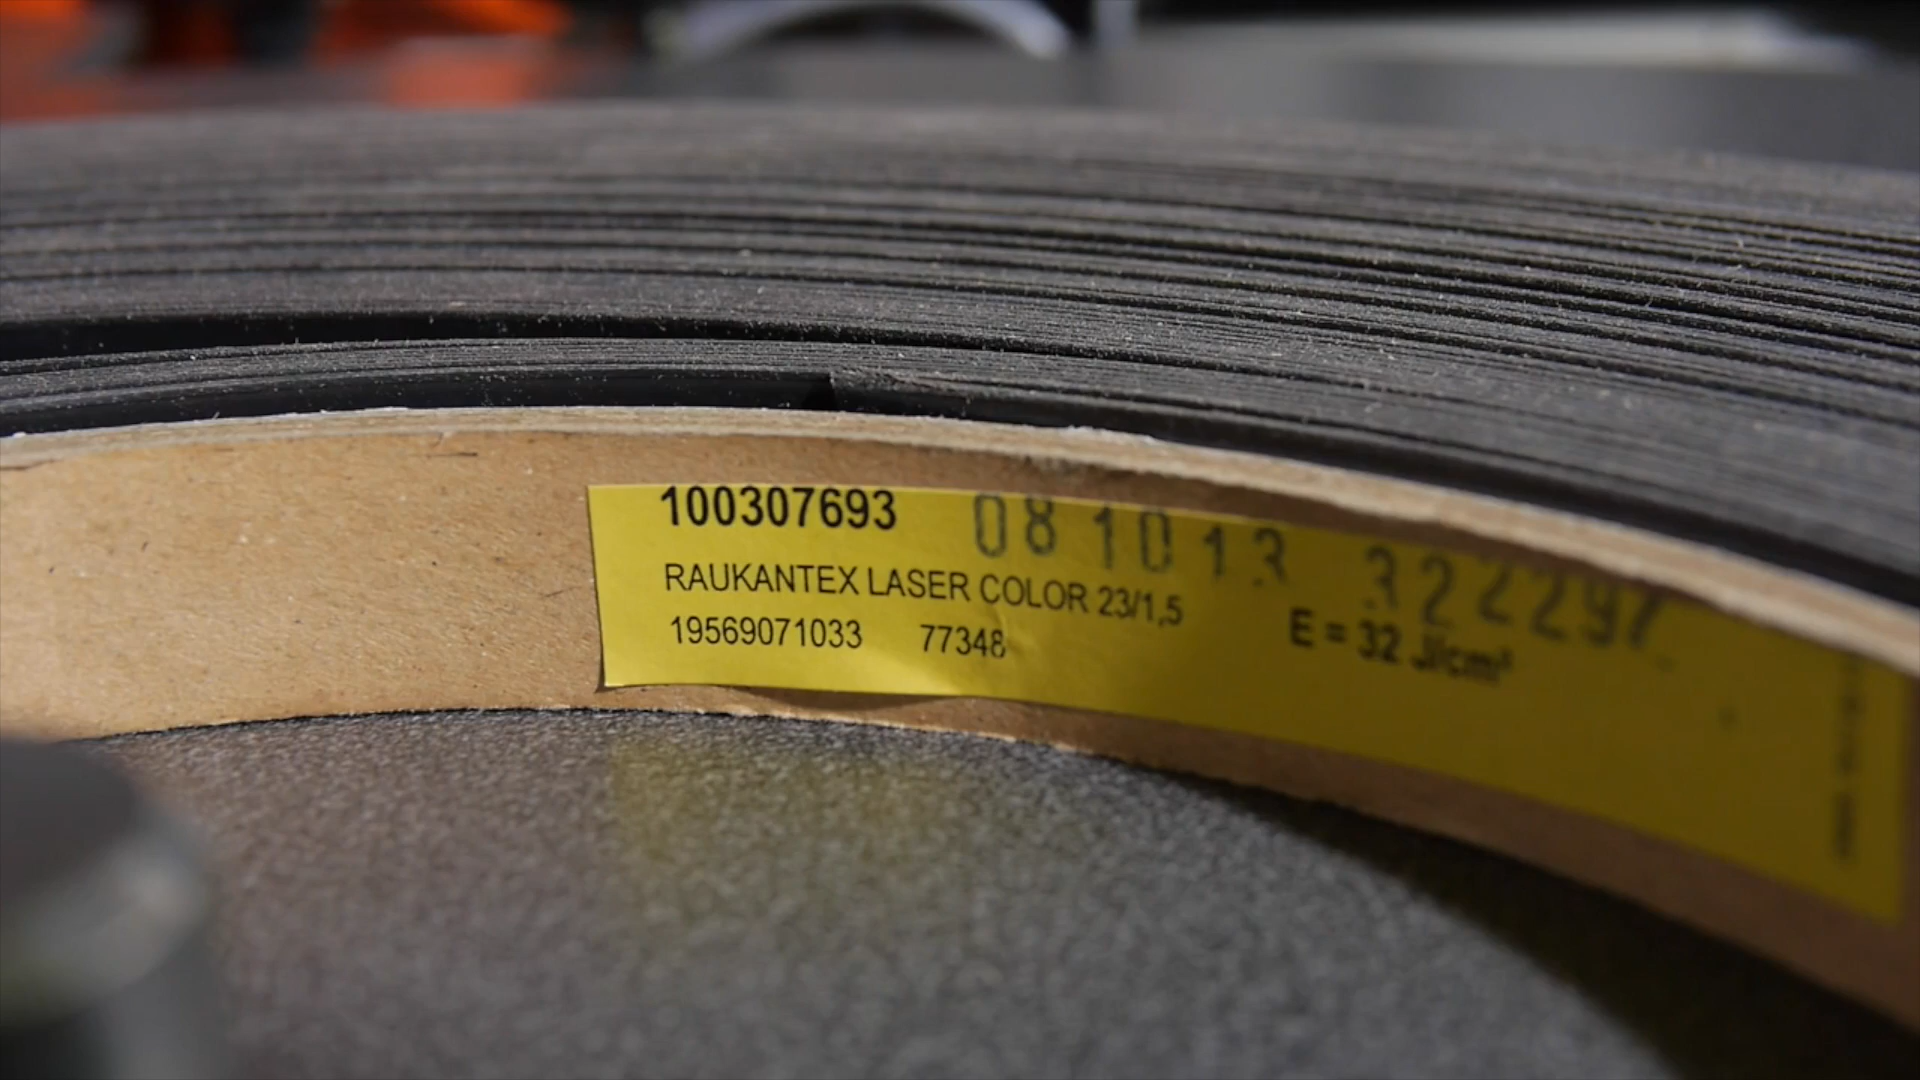 100307693 081013 322297
RAUKANTEX LASER COLOR 23/1,5
19569071033 77348 E = 32 J/cm²